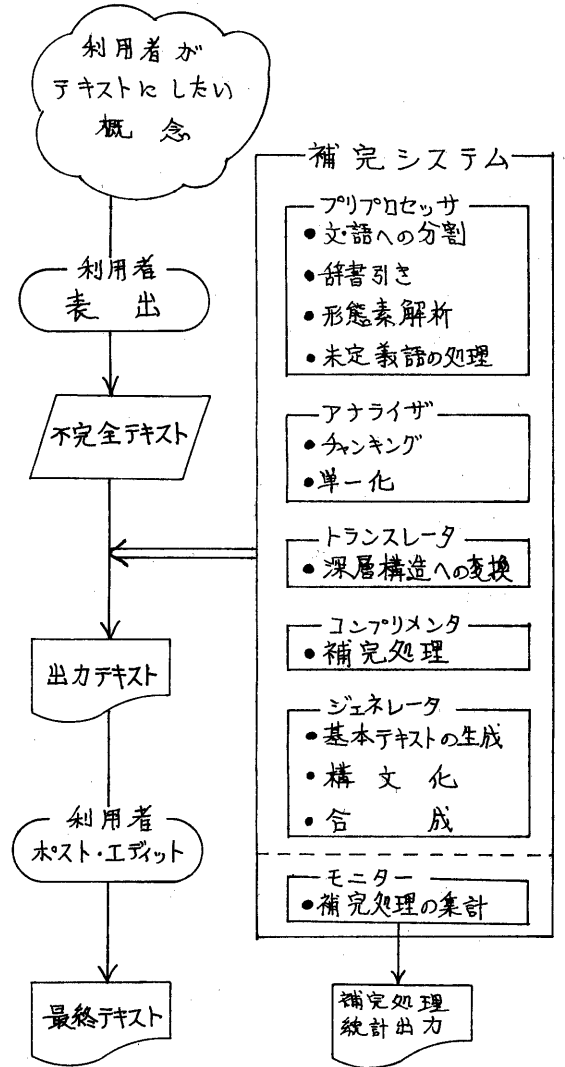 利用者が
テキストにしたい
概念
利用者
表出
不完全テキスト
出力テキスト
利用者
ポスト・エディット
最終テキスト
補完システム
プリプロセッサ
●文・語への分割
●辞書引き
●形態素解析
●未定義語の処理
アナライザ
●チャンキング
●単一化
トランスレータ
●深層構造への変換
コンプリメンタ
●補完処理
ジェネレータ
●基本テキストの生成
●構文化
●合成
モニター
●補完処理の集計
補完処理
統計出力